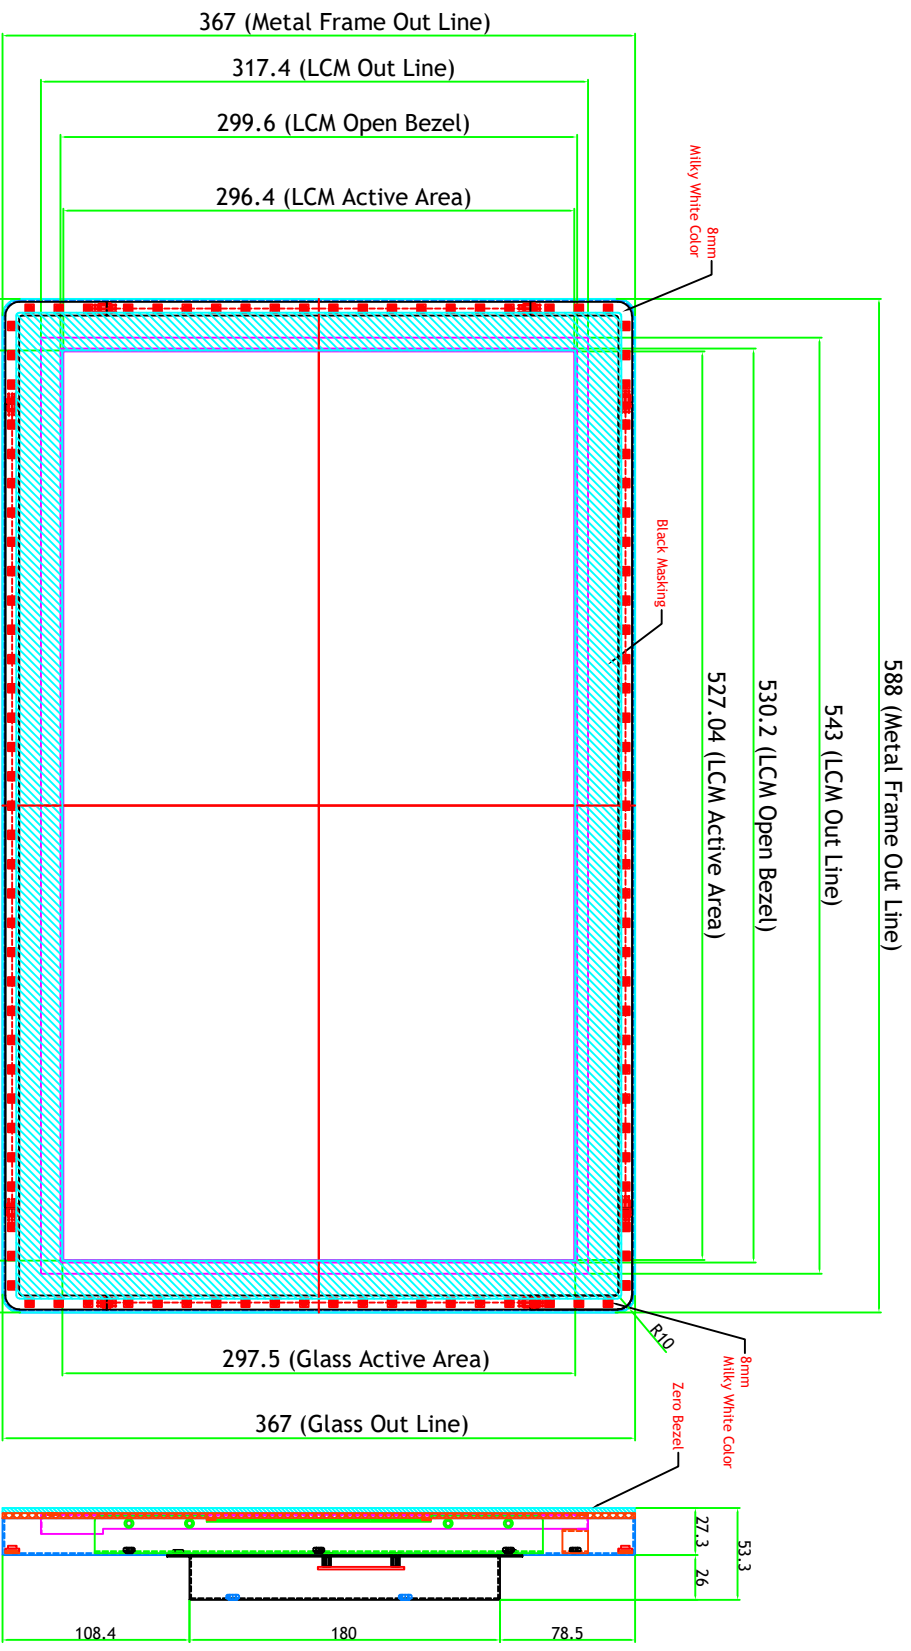 367 (Metal Frame Out Line)
317.4 (LCM Out Line)
299.6 (LCM Open Bezel)
296.4 (LCM Active Area)
8mm
Milky White Color
Black Masking
588 (Metal Frame Out Line)
543 (LCM Out Line)
530.2 (LCM Open Bezel)
527.04 (LCM Active Area)
R10
297.5 (Glass Active Area)
367 (Glass Out Line)
8mm
Milky White Color
Zero Bezel
27.3
26
53.3
108.4
180
78.5